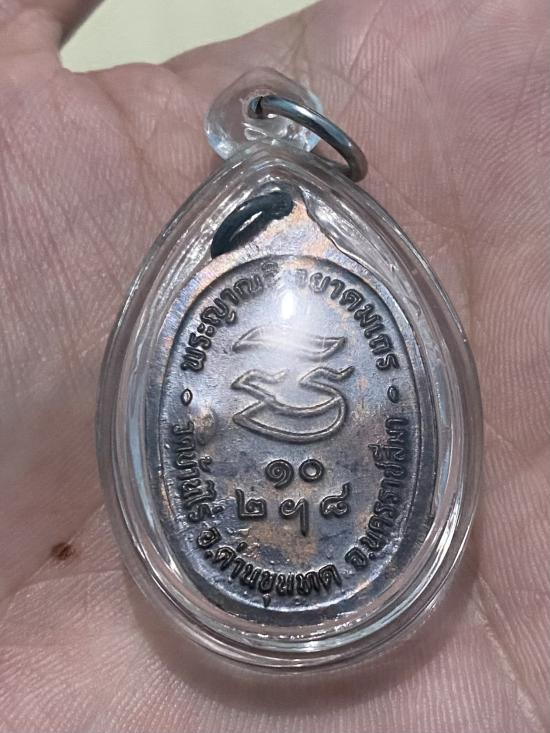 พระญาณวิทยาคมเถร
๑๐
๒ ฯ ๘
วัดบ้านไร่ อ.ด่านขุนทด จ.นครราชสีมา